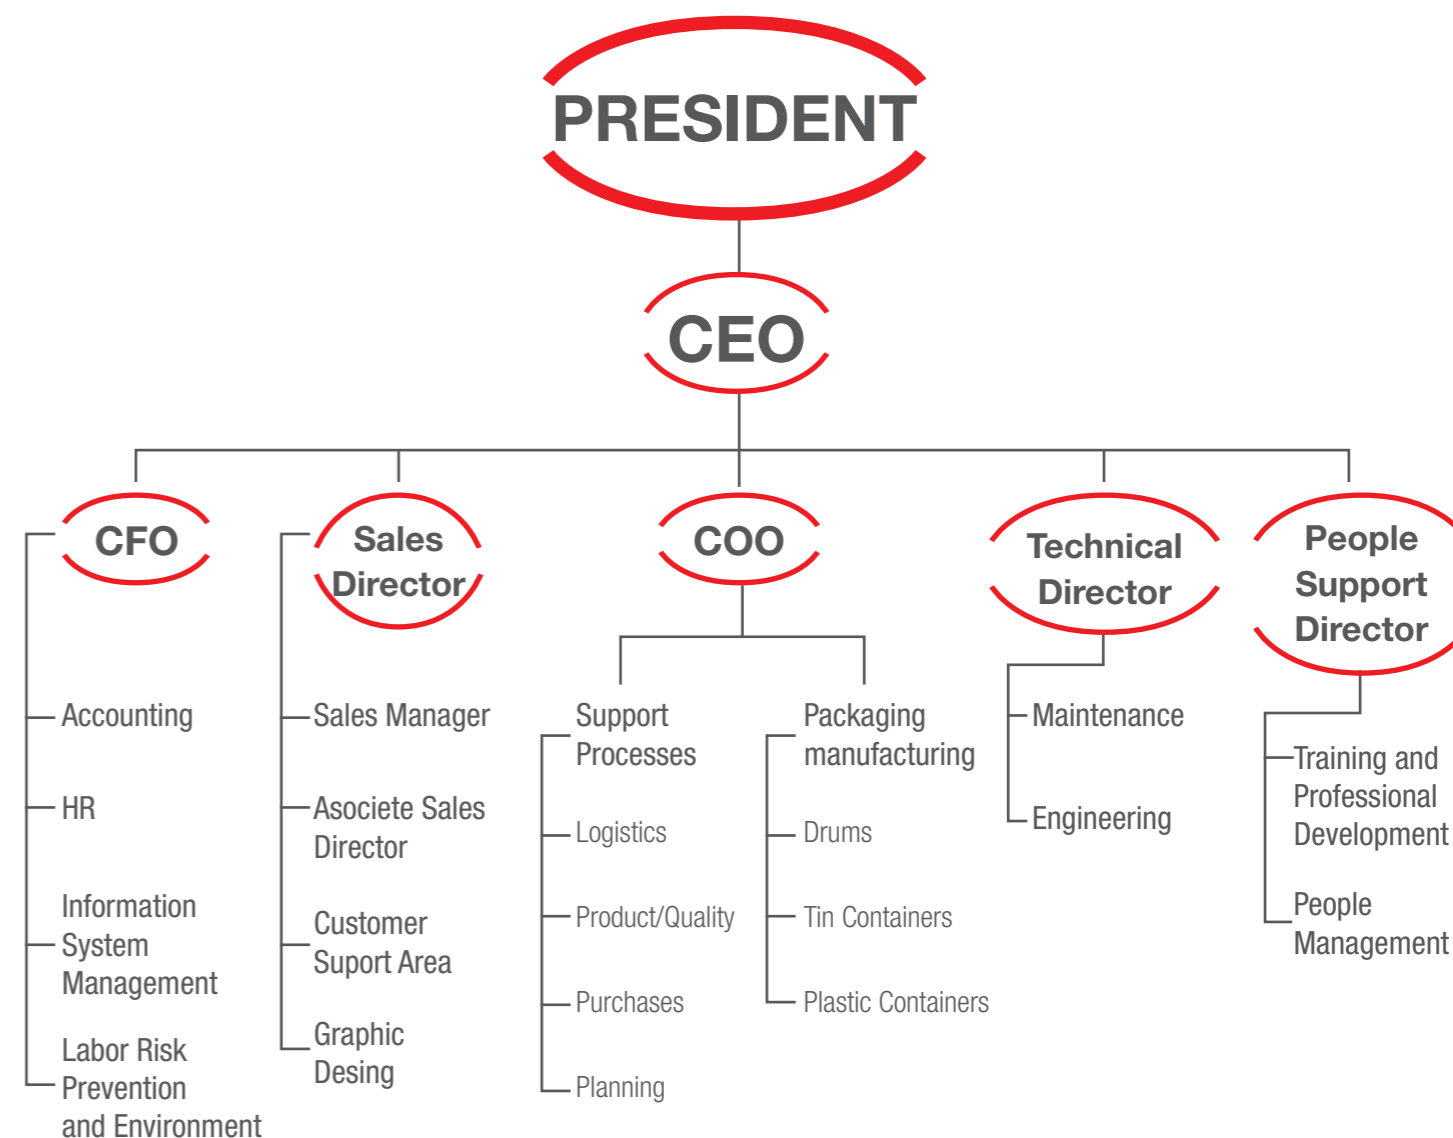 PRESIDENT
CEO
CFO
Sales
Director
COO
Technical
Director
People
Support
Director
Accounting
HR
Information
System
Management
Labor Risk
Prevention
and Environment
Sales Manager
Asociete Sales
Director
Customer
Suport Area
Graphic
Desing
Support
Processes
Logistics
Product/Quality
Purchases
Planning
Packaging
manufacturing
Drums
Tin Containers
Plastic Containers
Maintenance
Engineering
Training and
Professional
Development
People
Management